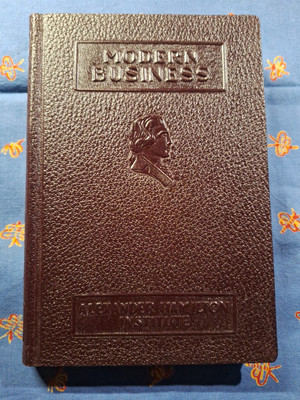 MODERN
BUSINESS
ALEXANDER HAMILTON
INSTITUTE